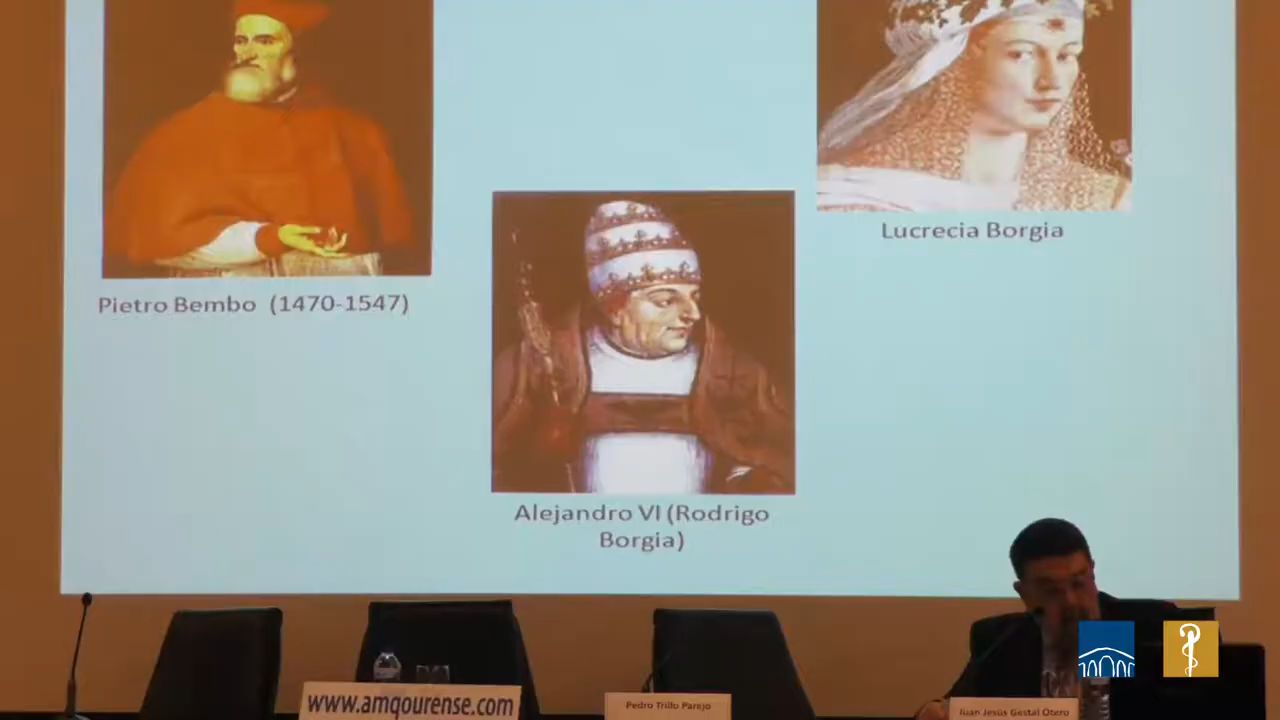 Lucrecia Borgia
Pietro Bembo (1470-1547)
Alejandro VI (Rodrigo
Borgia)
www.amqourense.com
Pedro Trillo Parejo
Juan Jesús Gestal Otero